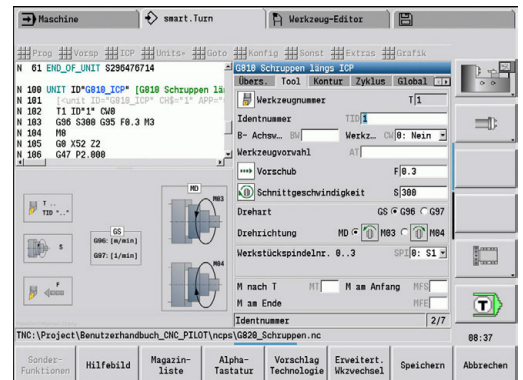 Maschine
smart.Turn
Werkzeug-Editor
Prog
Vorsp
ICP
Units»
Goto
Konfig
Sonst
Extras
Grafik
N 61 END_OF_UNIT S296476714
N 100 UNIT ID"G810_ICP" [G810 Schruppen län
N 101 [<unit ID="G810_ICP" CHS="1" APP="
N 102 T1 ID"1" CW0
N 103 G96 S300 G95 F0.3 M3
N 104 M8
N 105 G0 X52 Z2
N 106 G47 P2.000
T ..
TID "..."
S
F
GS
G96: [m/min]
G97: [1/min]
MD
M03
M04
G810 Schruppen längs ICP
Übers.
Tool
Kontur
Zyklus
Global
Werkzeugnummer T 1
Identnummer TID 1
B- Achsw… BW
Werkz… CW 0: Nein
Werkzeugvorwahl AT
Vorschub F 0.3
Schnittgeschwindigkeit S 300
Drehart GS G96 G97
Drehrichtung MD M03 M04
Werkstückspindelnr. 0..3 SPI 0: S1
M nach T MT
M am Anfang MFS
M am Ende MFE
Identnummer 2/7
TNC:\Project\Benutzerhandbuch_CNC_PILOT\ncps\G820_Schruppen.nc
T
08:37
Sonder-
Funktionen
Hilfebild
Magazin-
liste
Alpha-
Tastatur
Vorschlag
Technologie
Erweitert.
Wkzwechsel
Speichern
Abbrechen